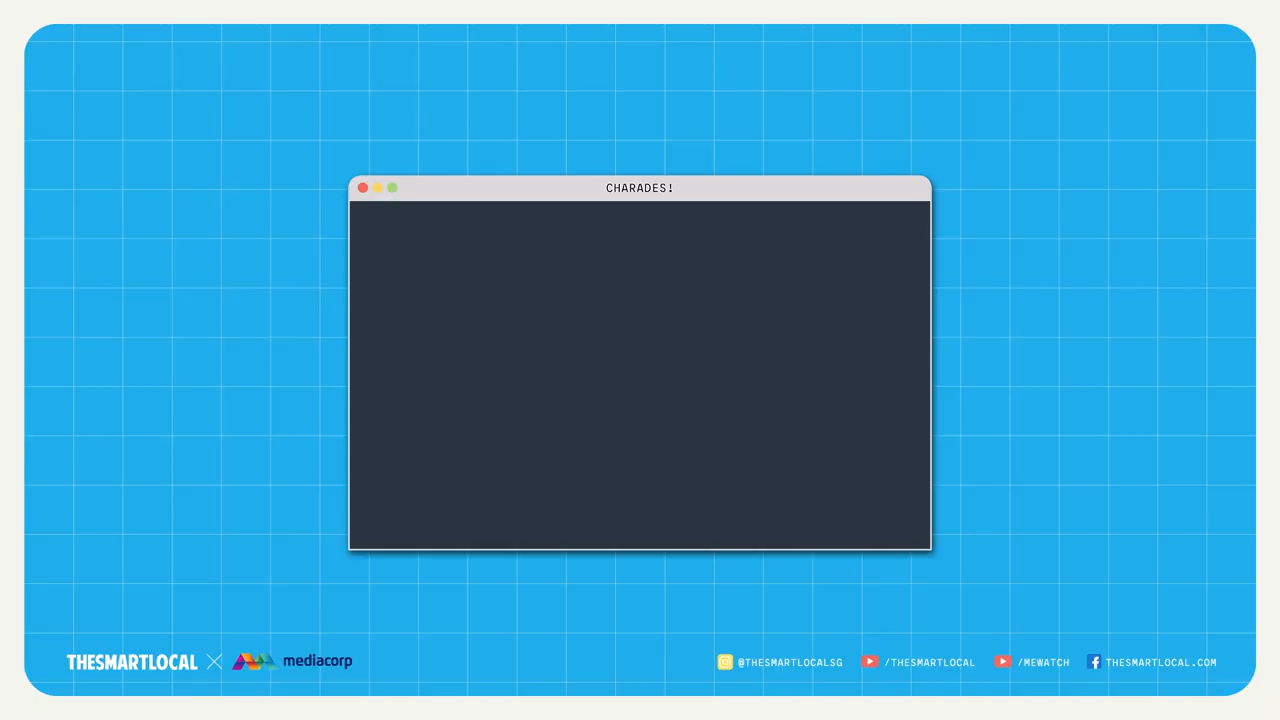 CHARADES!
THESMARTLOCAL mediacorp
@THESMARTLOCALSG /THESMARTLOCAL /MEWATCH THESMARTLOCAL.COM